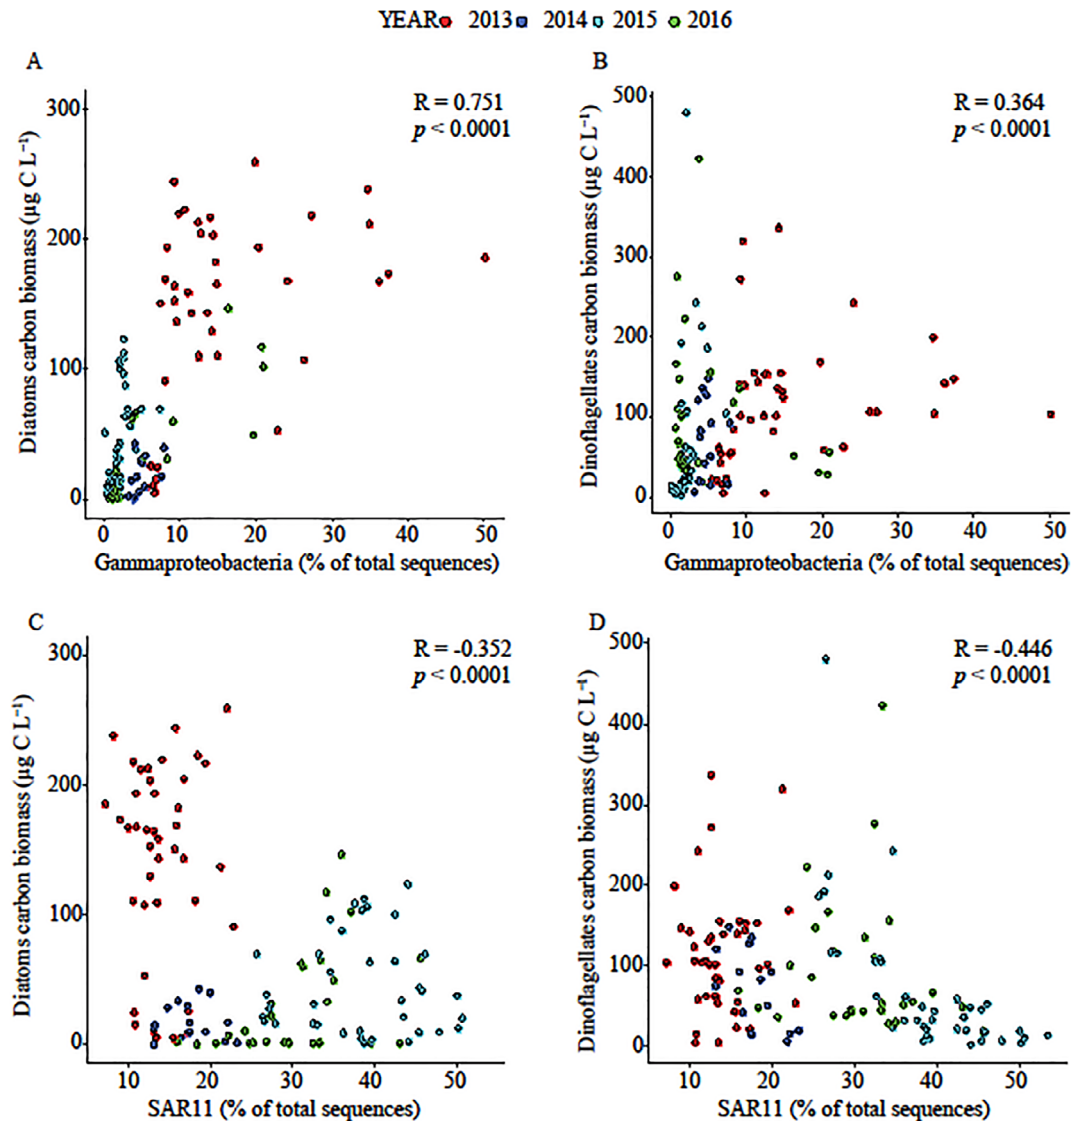 YEAR 2013 2014 2015 2016
A
R = 0.751
p < 0.0001
Diatoms carbon biomass (µg C L⁻¹)
300
200
100
0
0 10 20 30 40 50
Gammaproteobacteria (% of total sequences)
B
R = 0.364
p < 0.0001
Dinoflagellates carbon biomass (µg C L⁻¹)
500
400
300
200
100
0
0 10 20 30 40 50
Gammaproteobacteria (% of total sequences)
C
R = -0.352
p < 0.0001
Diatoms carbon biomass (µg C L⁻¹)
300
200
100
0
10 20 30 40 50
SAR11 (% of total sequences)
D
R = -0.446
p < 0.0001
Dinoflagellates carbon biomass (µg C L⁻¹)
500
400
300
200
100
0
10 20 30 40 50
SAR11 (% of total sequences)